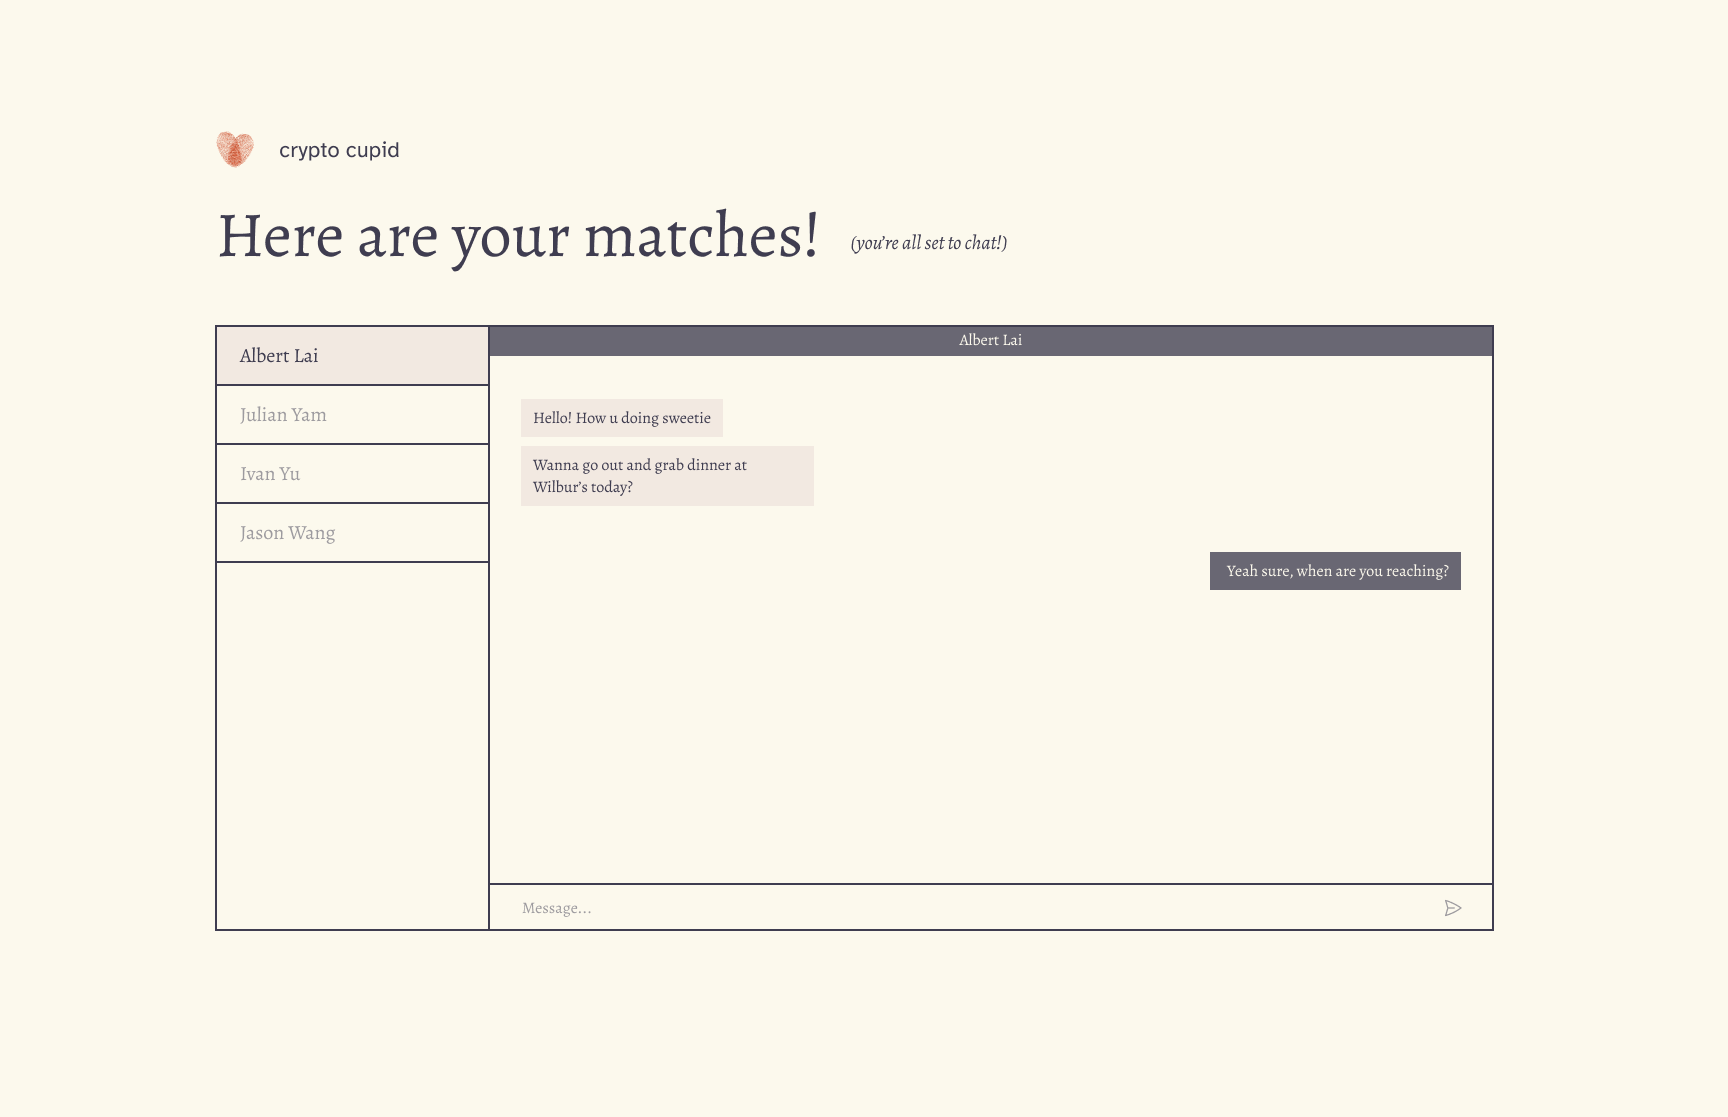 crypto cupid
Here are your matches!
(you’re all set to chat!)
Albert Lai
Julian Yam
Ivan Yu
Jason Wang
Albert Lai
Hello! How u doing sweetie
Wanna go out and grab dinner at
Wilbur’s today?
Yeah sure, when are you reaching?
Message...